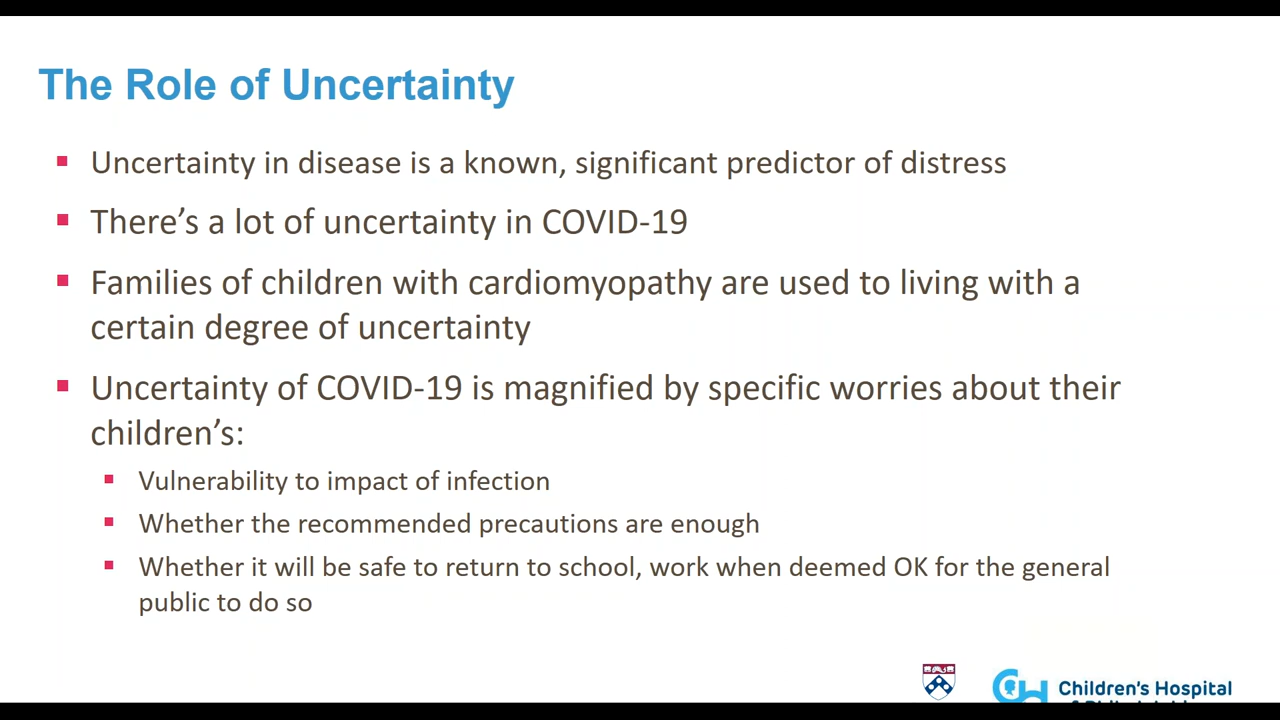 The Role of Uncertainty
Uncertainty in disease is a known, significant predictor of distress
There’s a lot of uncertainty in COVID-19
Families of children with cardiomyopathy are used to living with a
certain degree of uncertainty
Uncertainty of COVID-19 is magnified by specific worries about their
children’s:
Vulnerability to impact of infection
Whether the recommended precautions are enough
Whether it will be safe to return to school, work when deemed OK for the general
public to do so
Children’s Hospital